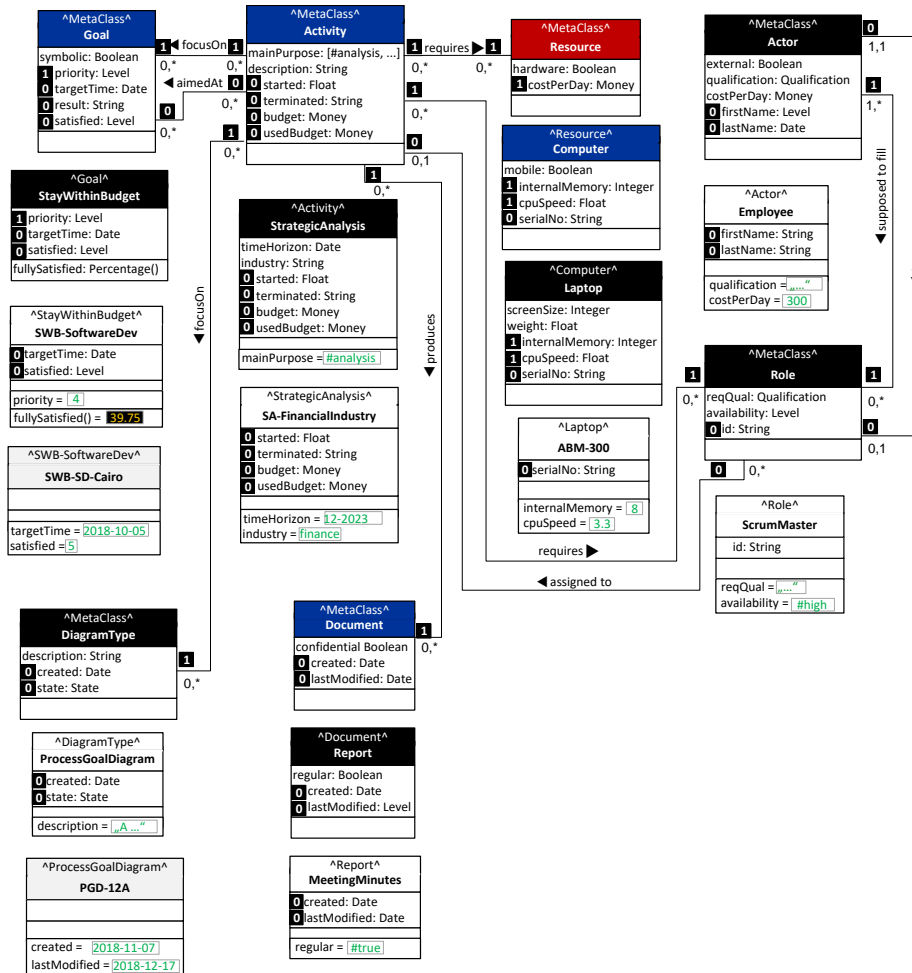 ^MetaClass^
Goal
symbolic: Boolean
1 priority: Level
0 targetTime: Date
0 result: String
0 satisfied: Level
1 ◀ focusOn 1
0,* 0,*
◀ aimedAt 0
0 0,*
0,*
^MetaClass^
Activity
mainPurpose: [#analysis, ...]
description: String
0 started: Float
0 terminated: String
0 budget: Money
0 usedBudget: Money
1 requires ▶ 1
0,* 0,*
1
0,*
0
0,1
1
0,*
1
0,*
^MetaClass^
Resource
hardware: Boolean
1 costPerDay: Money
^MetaClass^
Actor
external: Boolean
qualification: Qualification
costPerDay: Money
0 firstName: Level
0 lastName: Date
0
1,1
1
1,*
supposed to fill ▶
^Resource^
Computer
mobile: Boolean
1 internalMemory: Integer
1 cpuSpeed: Float
0 serialNo: String
^Goal^
StayWithinBudget
1 priority: Level
0 targetTime: Date
0 satisfied: Level
fullySatisfied: Percentage()
^Activity^
StrategicAnalysis
timeHorizon: Date
industry: String
0 started: Float
0 terminated: String
0 budget: Money
0 usedBudget: Money
mainPurpose = #analysis
^Actor^
Employee
0 firstName: String
0 lastName: String
qualification = „...“
costPerDay = 300
◀ focusOn
◀ produces
^Computer^
Laptop
screenSize: Integer
weight: Float
1 internalMemory: Integer
1 cpuSpeed: Float
0 serialNo: String
^StayWithinBudget^
SWB-SoftwareDev
0 targetTime: Date
0 satisfied: Level
priority = 4
fullySatisfied() = 39.75
^MetaClass^
Role
reqQual: Qualification
availability: Level
0 id: String
1
0,*
1
0,*
0
0,1
0
0,*
^StrategicAnalysis^
SA-FinancialIndustry
0 started: Float
0 terminated: String
0 budget: Money
0 usedBudget: Money
timeHorizon = 12-2023
industry = finance
^Laptop^
ABM-300
0 serialNo: String
internalMemory = 8
cpuSpeed = 3.3
^SWB-SoftwareDev^
SWB-SD-Cairo
targetTime = 2018-10-05
satisfied = 5
requires ▶
◀ assigned to
^Role^
ScrumMaster
id: String
reqQual = „...“
availability = #high
^MetaClass^
DiagramType
description: String
0 created: Date
0 state: State
1
0,*
^MetaClass^
Document
confidential Boolean
0 created: Date
0 lastModified: Date
1
0,*
^DiagramType^
ProcessGoalDiagram
0 created: Date
0 state: State
description = „A ...“
^Document^
Report
regular: Boolean
0 created: Date
0 lastModified: Level
^ProcessGoalDiagram^
PGD-12A
created = 2018-11-07
lastModified = 2018-12-17
^Report^
MeetingMinutes
0 created: Date
0 lastModified: Date
regular = #true